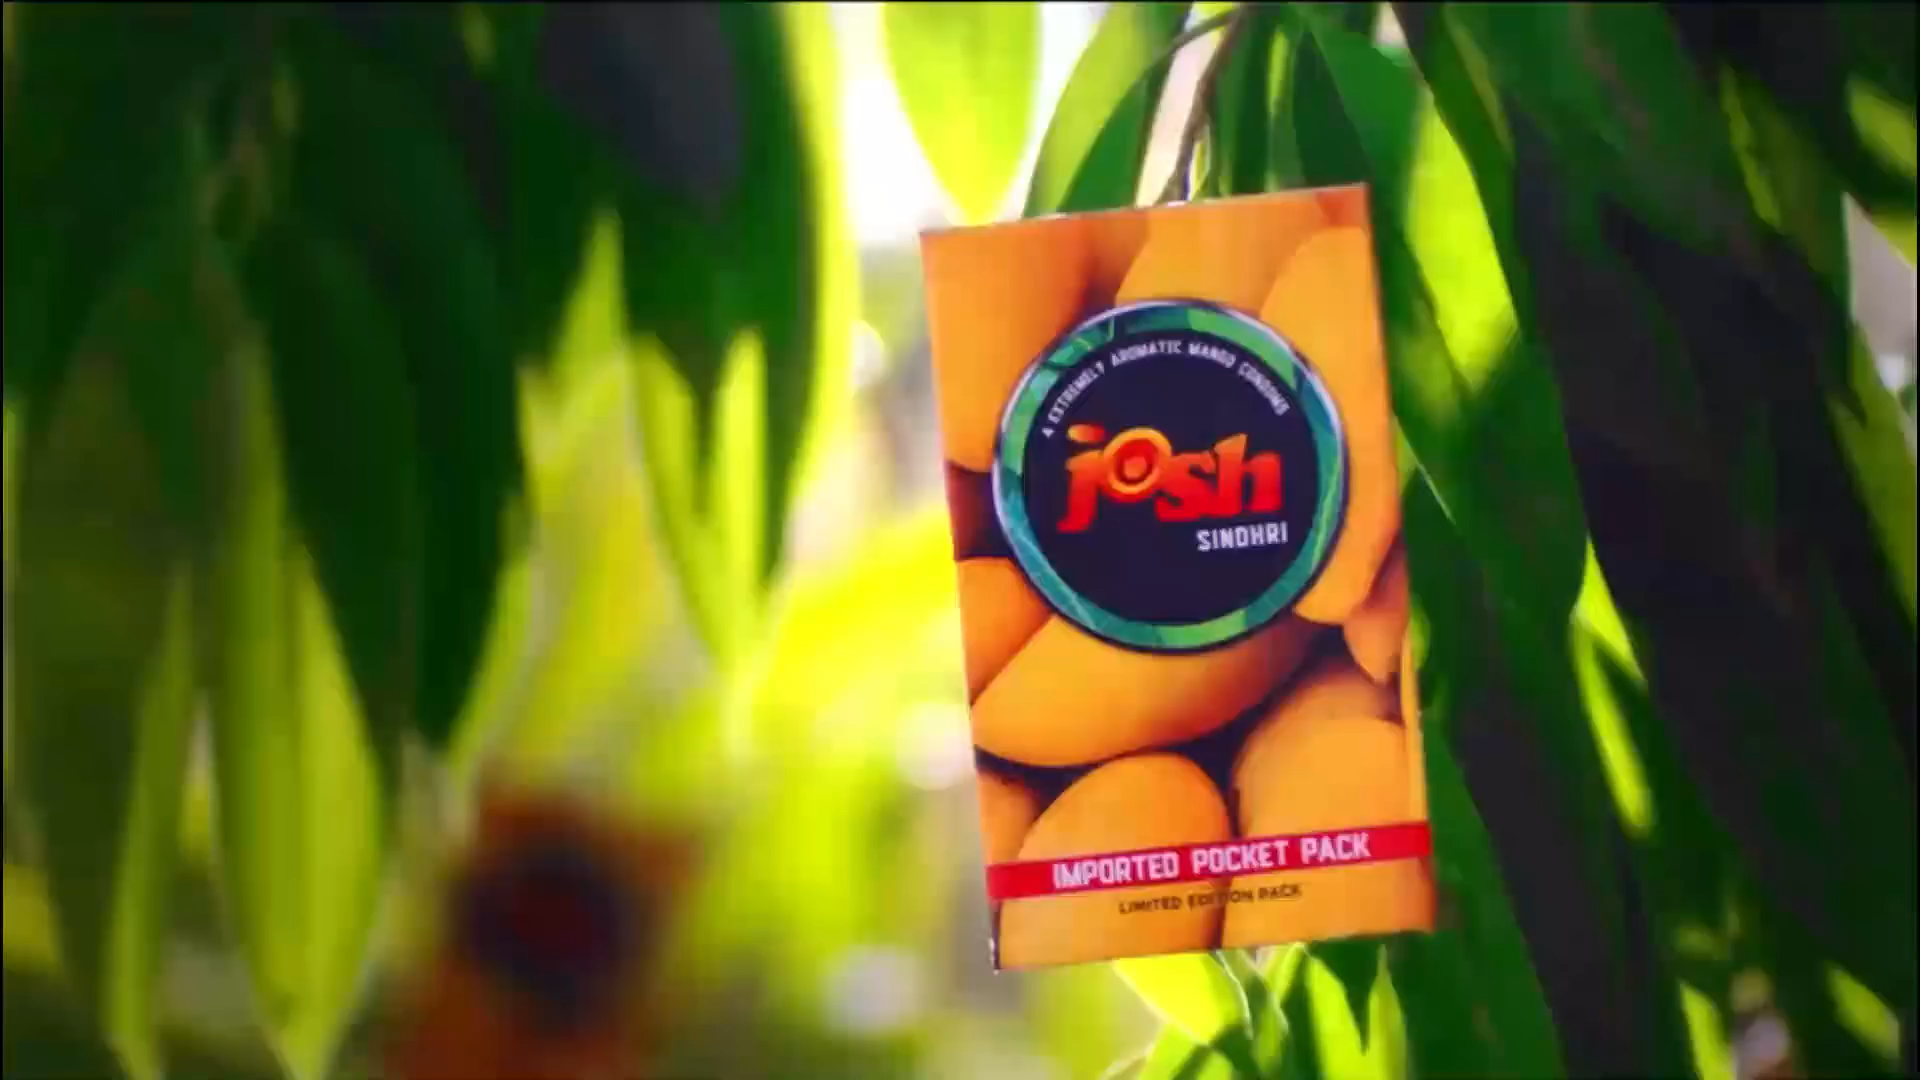 A EXTREMELY AROMATIC MANGO CONDOMS
josh
SINDHRI
IMPORTED POCKET PACK
LIMITED EDITION PACK